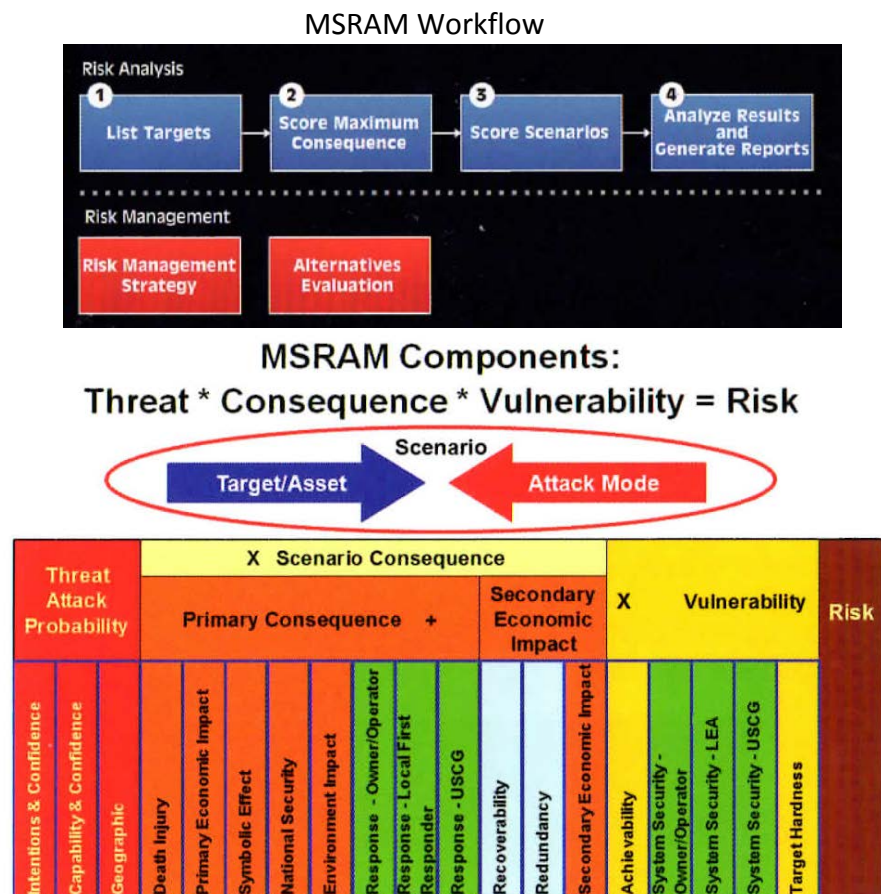 MSRAM Workflow
Risk Analysis
1
List Targets
2
Score Maximum
Consequence
3
Score Scenarios
4
Analyze Results
and
Generate Reports
Risk Management
Risk Management
Strategy
Alternatives
Evaluation
MSRAM Components:
Threat * Consequence * Vulnerability = Risk
Scenario
Target/Asset
Attack Mode
Threat
Attack
Probability
X Scenario Consequence
Primary Consequence +
Secondary
Economic
Impact
X Vulnerability
Risk
Intentions & Confidence
Capability & Confidence
Geographic
Death Injury
Primary Economic Impact
Symbolic Effect
National Security
Environment Impact
Response - Owner/Operator
Response - Local First
Responder
Response - USCG
Recoverability
Redundancy
Secondary Economic Impact
Achievability
System Security -
Owner/Operator
System Security - LEA
System Security - USCG
Target Hardness